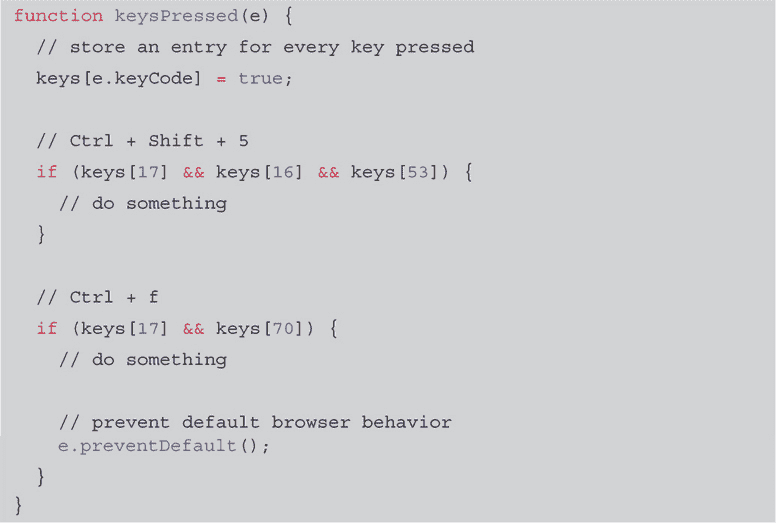 function keysPressed(e) {
  // store an entry for every key pressed
  keys[e.keyCode] = true;

  // Ctrl + Shift + 5
  if (keys[17] && keys[16] && keys[53]) {
    // do something
  }

  // Ctrl + f
  if (keys[17] && keys[70]) {
    // do something

    // prevent default browser behavior
    e.preventDefault();
  }
}